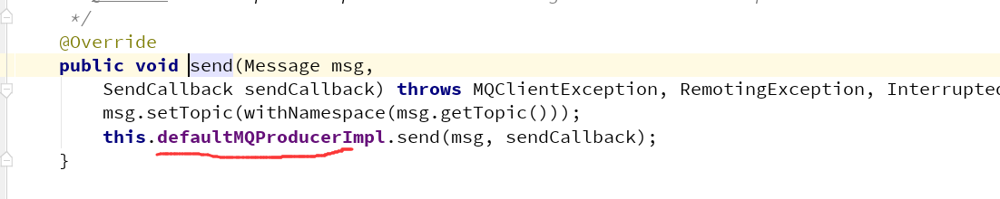 */
@Override
public void send(Message msg,
SendCallback sendCallback) throws MQClientException, RemotingException,
msg.setTopic(withNamespace(msg.getTopic()));
this.defaultMQProducerImpl.send(msg, sendCallback);
}